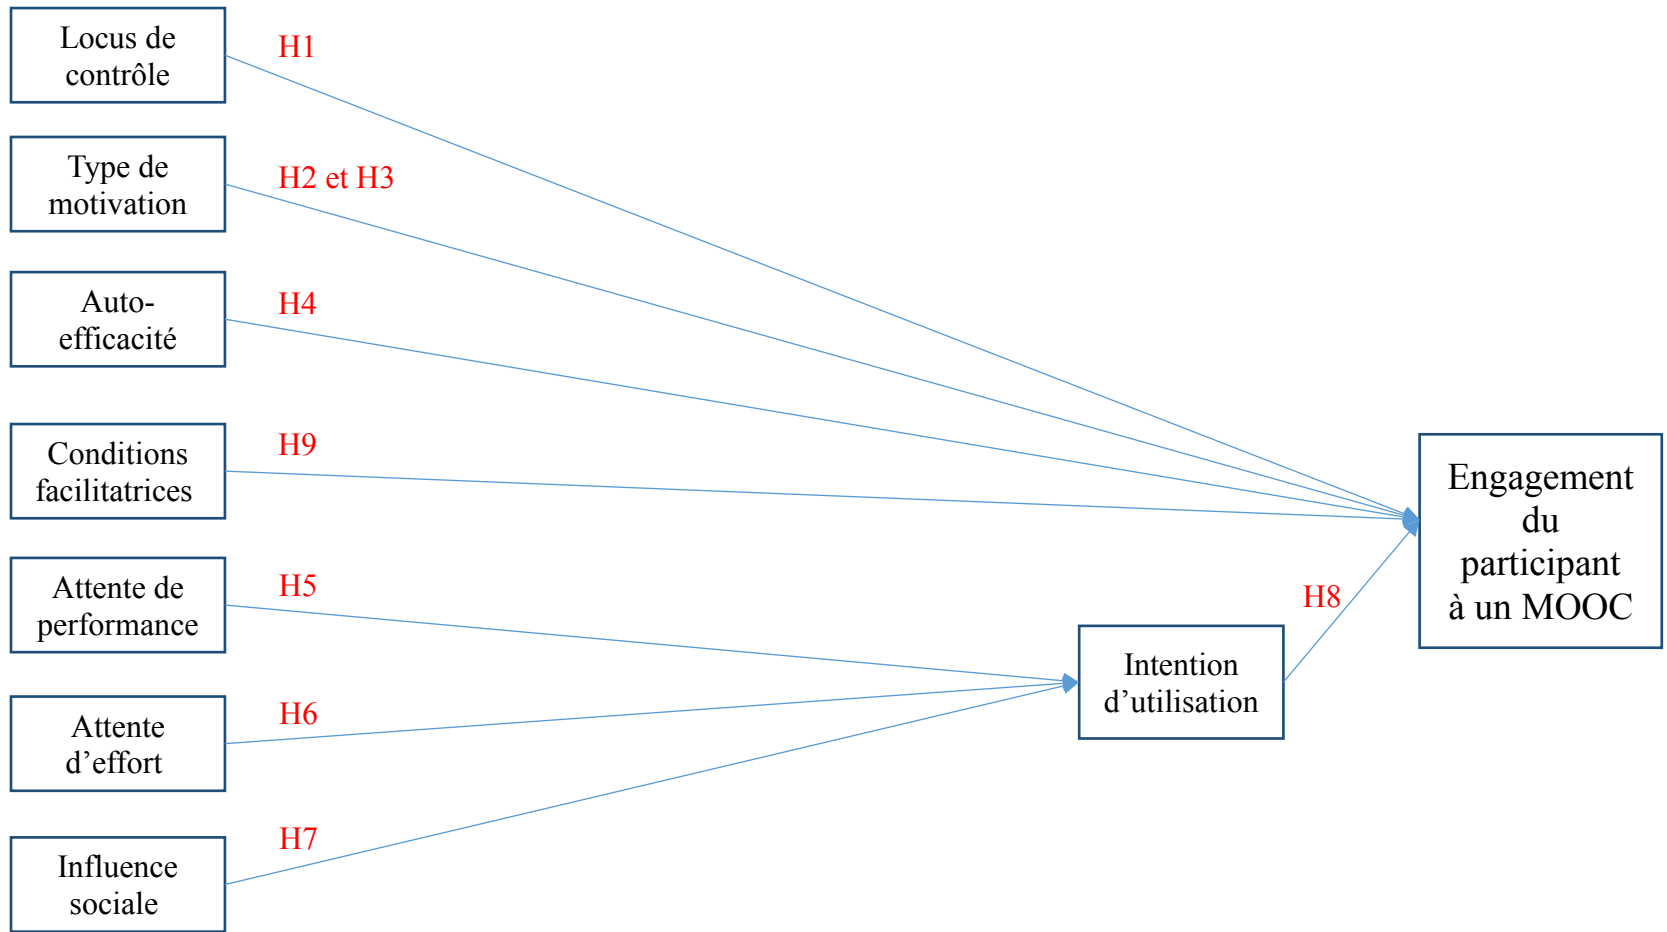 Locus de
contrôle
H1
Type de
motivation
H2 et H3
Auto-
efficacité
H4
Conditions
facilitatrices
H9
Attente de
performance
H5
Attente
d’effort
H6
Influence
sociale
H7
Intention
d’utilisation
H8
Engagement
du
participant
à un MOOC